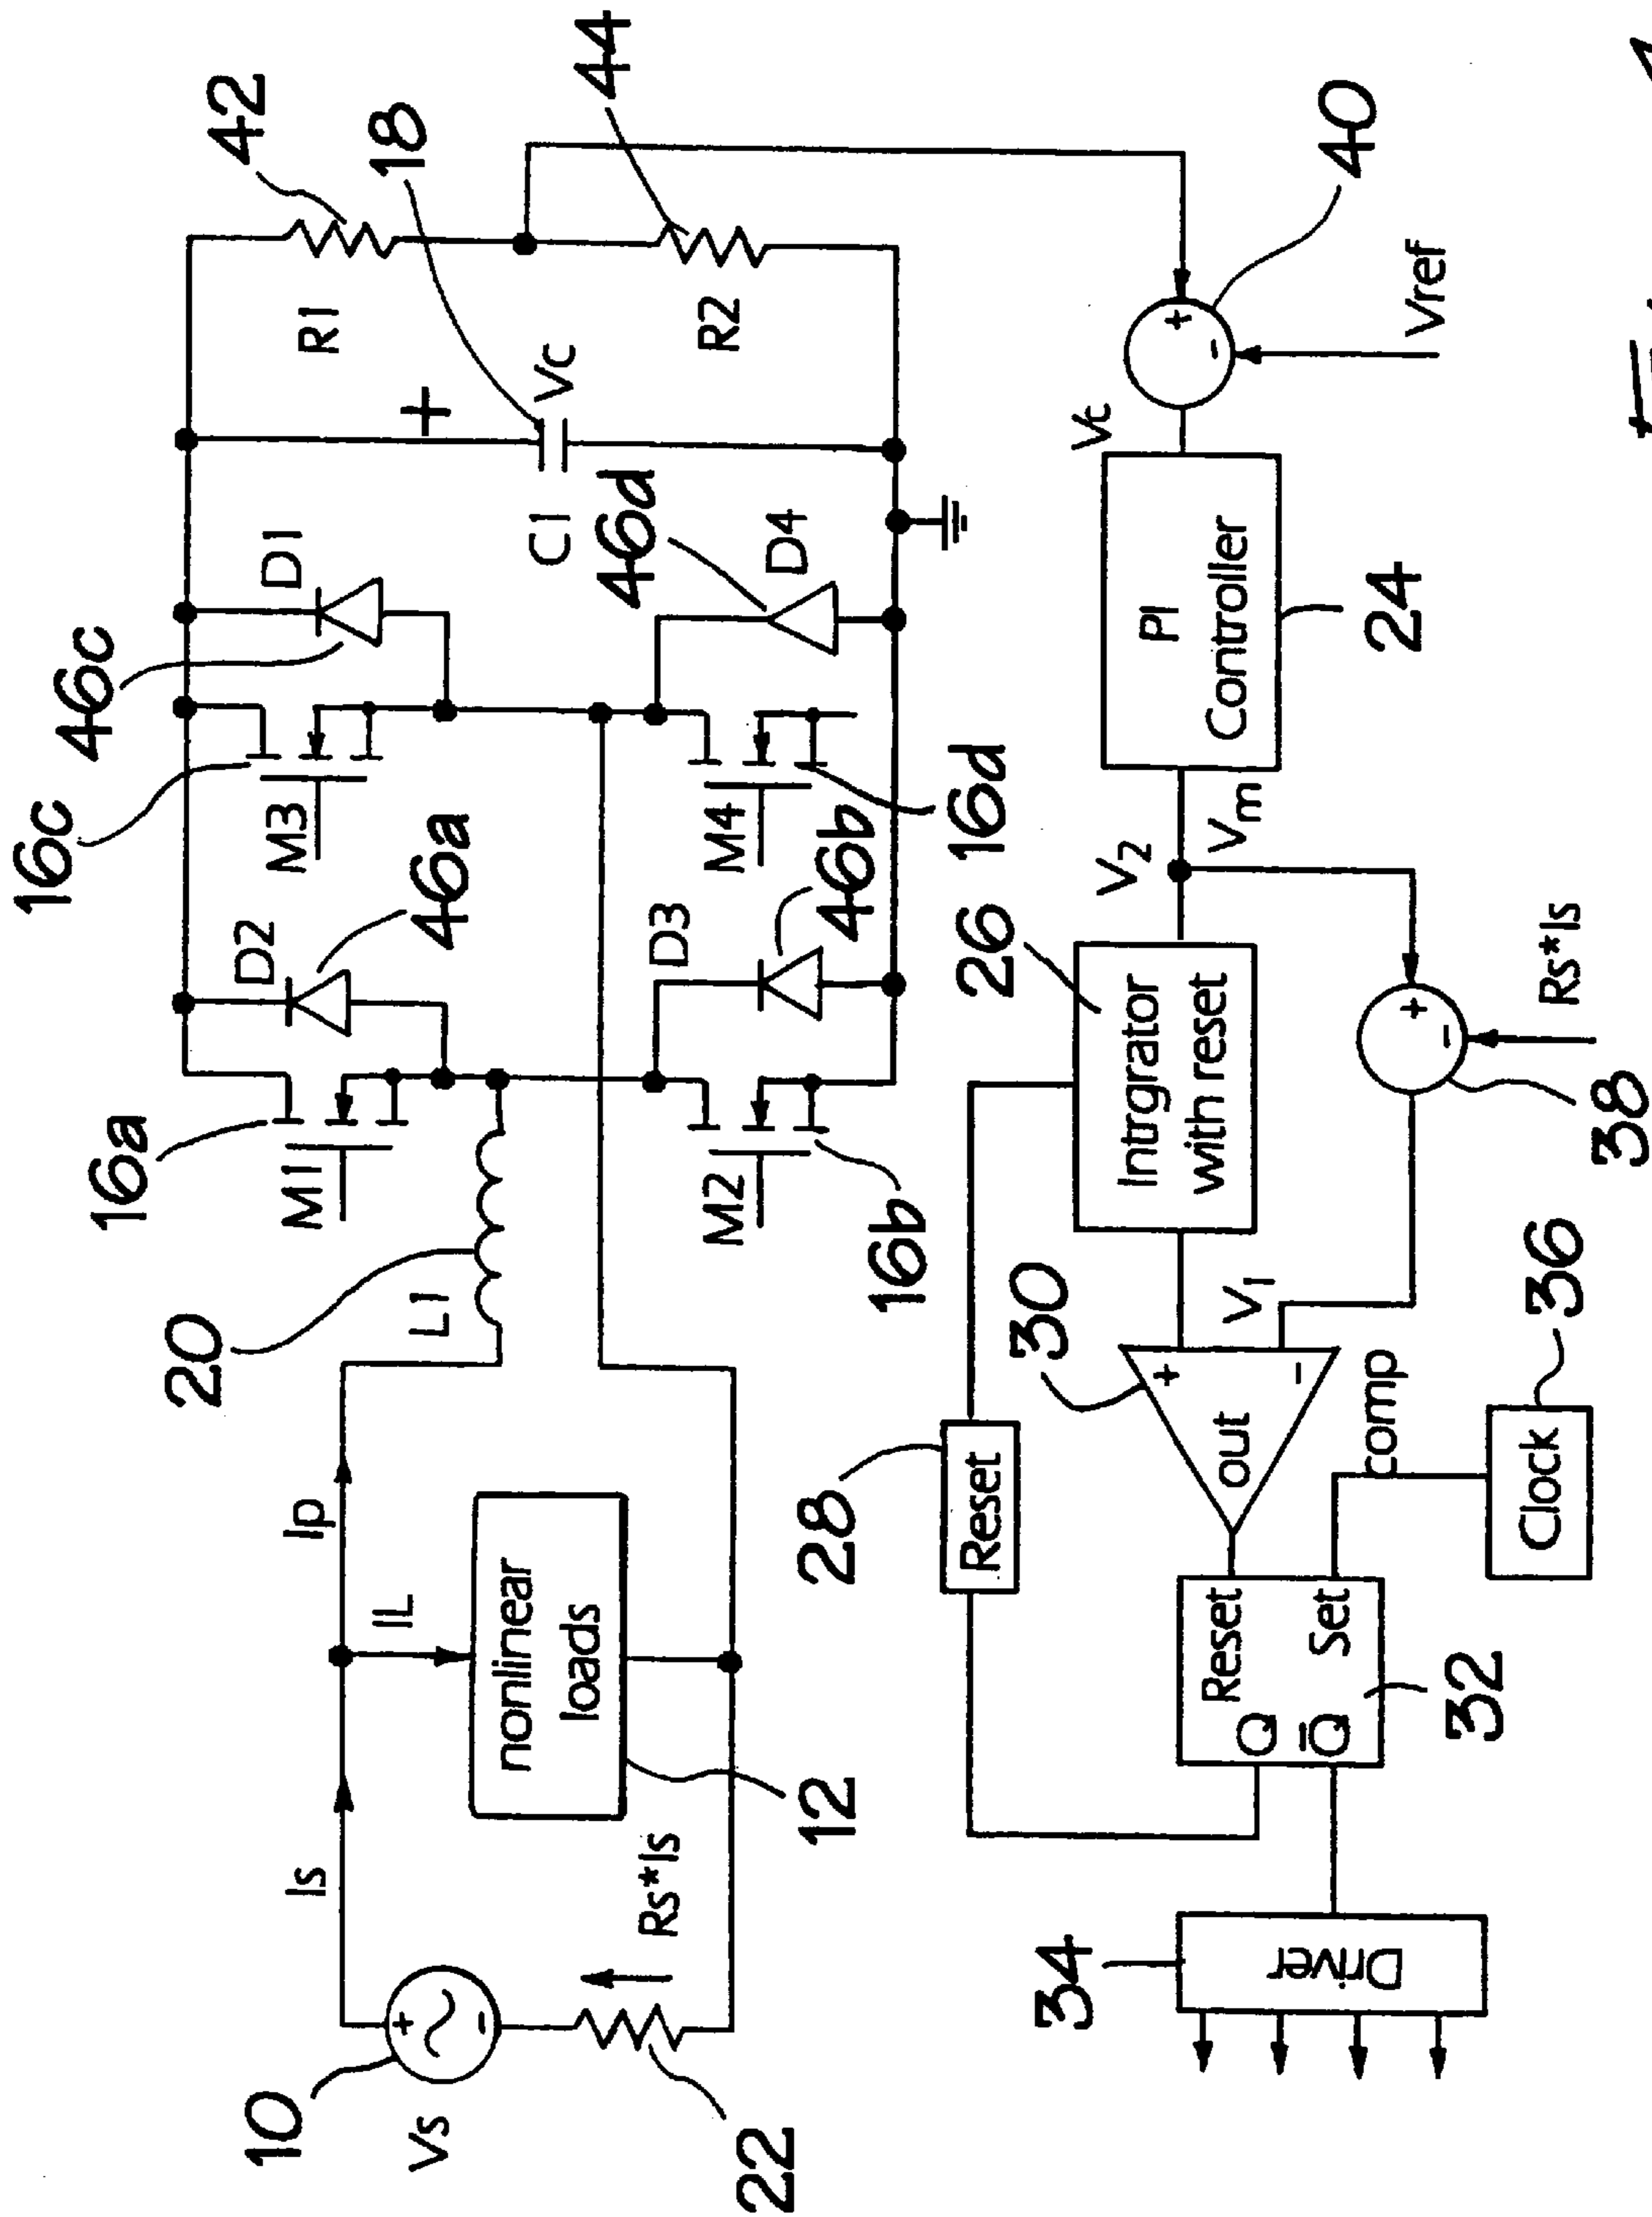 42
18
44
R1
R2
+
Vc
C1
16c
46c
D1
M3
46d
D4
M4
16d
16a
46a
D2
M1
46b
D3
M2
16b
20
L1
Ip
Is
IL
nonlinear
loads
12
10
+
-
Vs
22
Rs*Is
40
+
-
Vref
Vc
PI
Controller
24
V2
Vm
26
Intrgrator
with reset
+
-
Rs*Is
38
V1
30
+
-
out
comp
28
Reset
Clock
36
Reset
Set
Q
Q̅
32
Driver
34